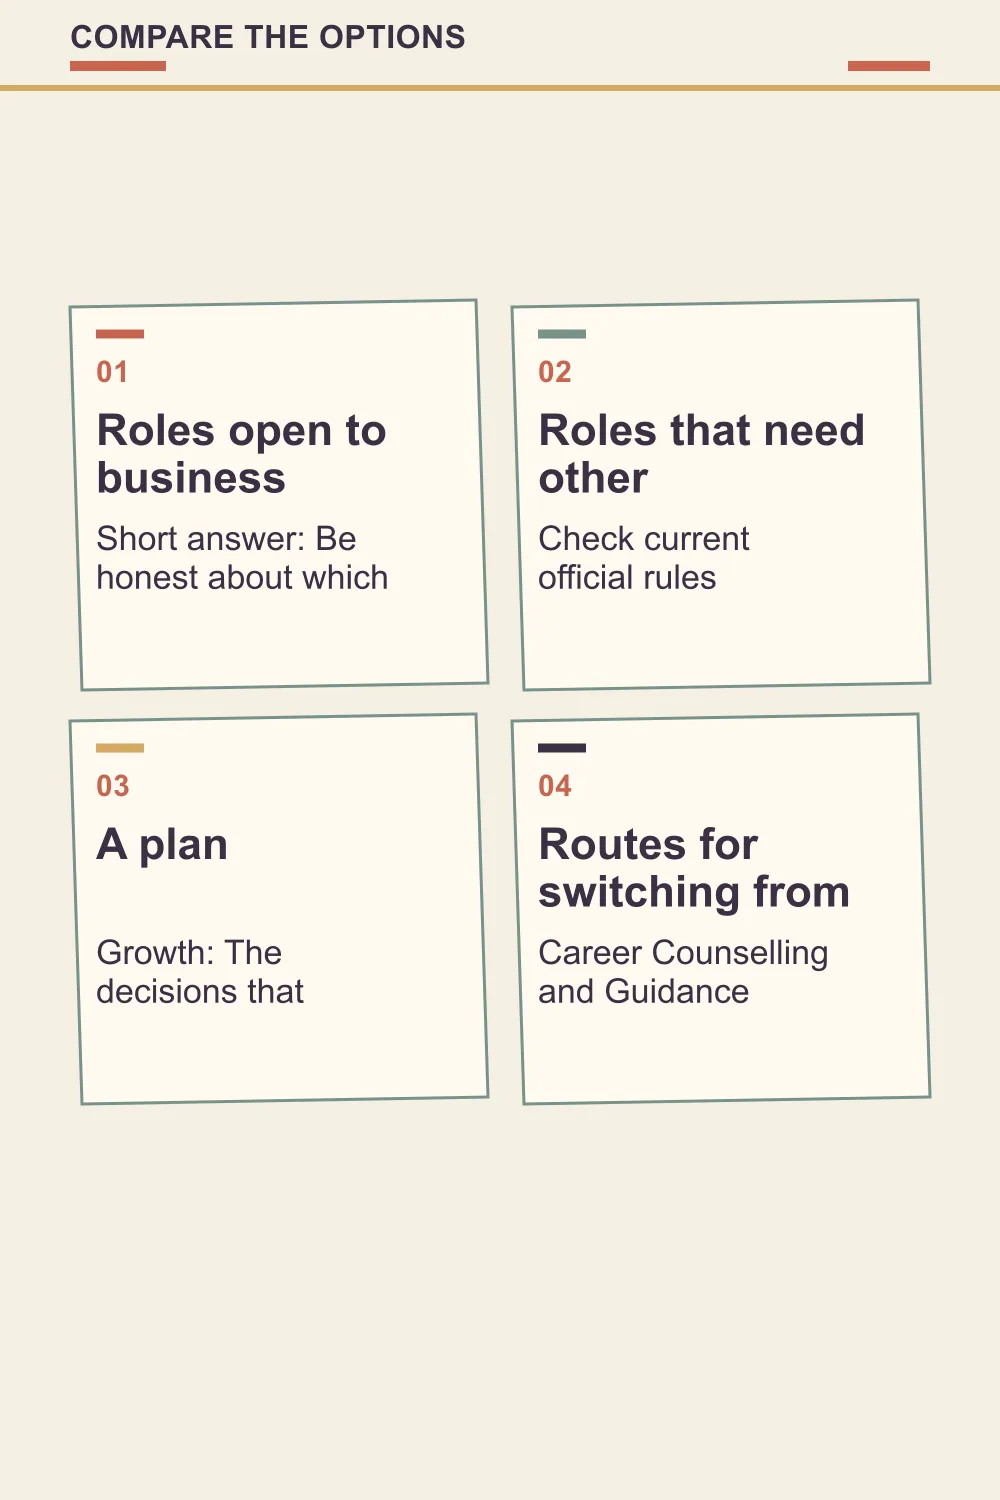 COMPARE THE OPTIONS
01
Roles open to
business
Short answer: Be
honest about which
02
Roles that need
other
Check current
official rules
03
A plan
Growth: The
decisions that
04
Routes for
switching from
Career Counselling
and Guidance